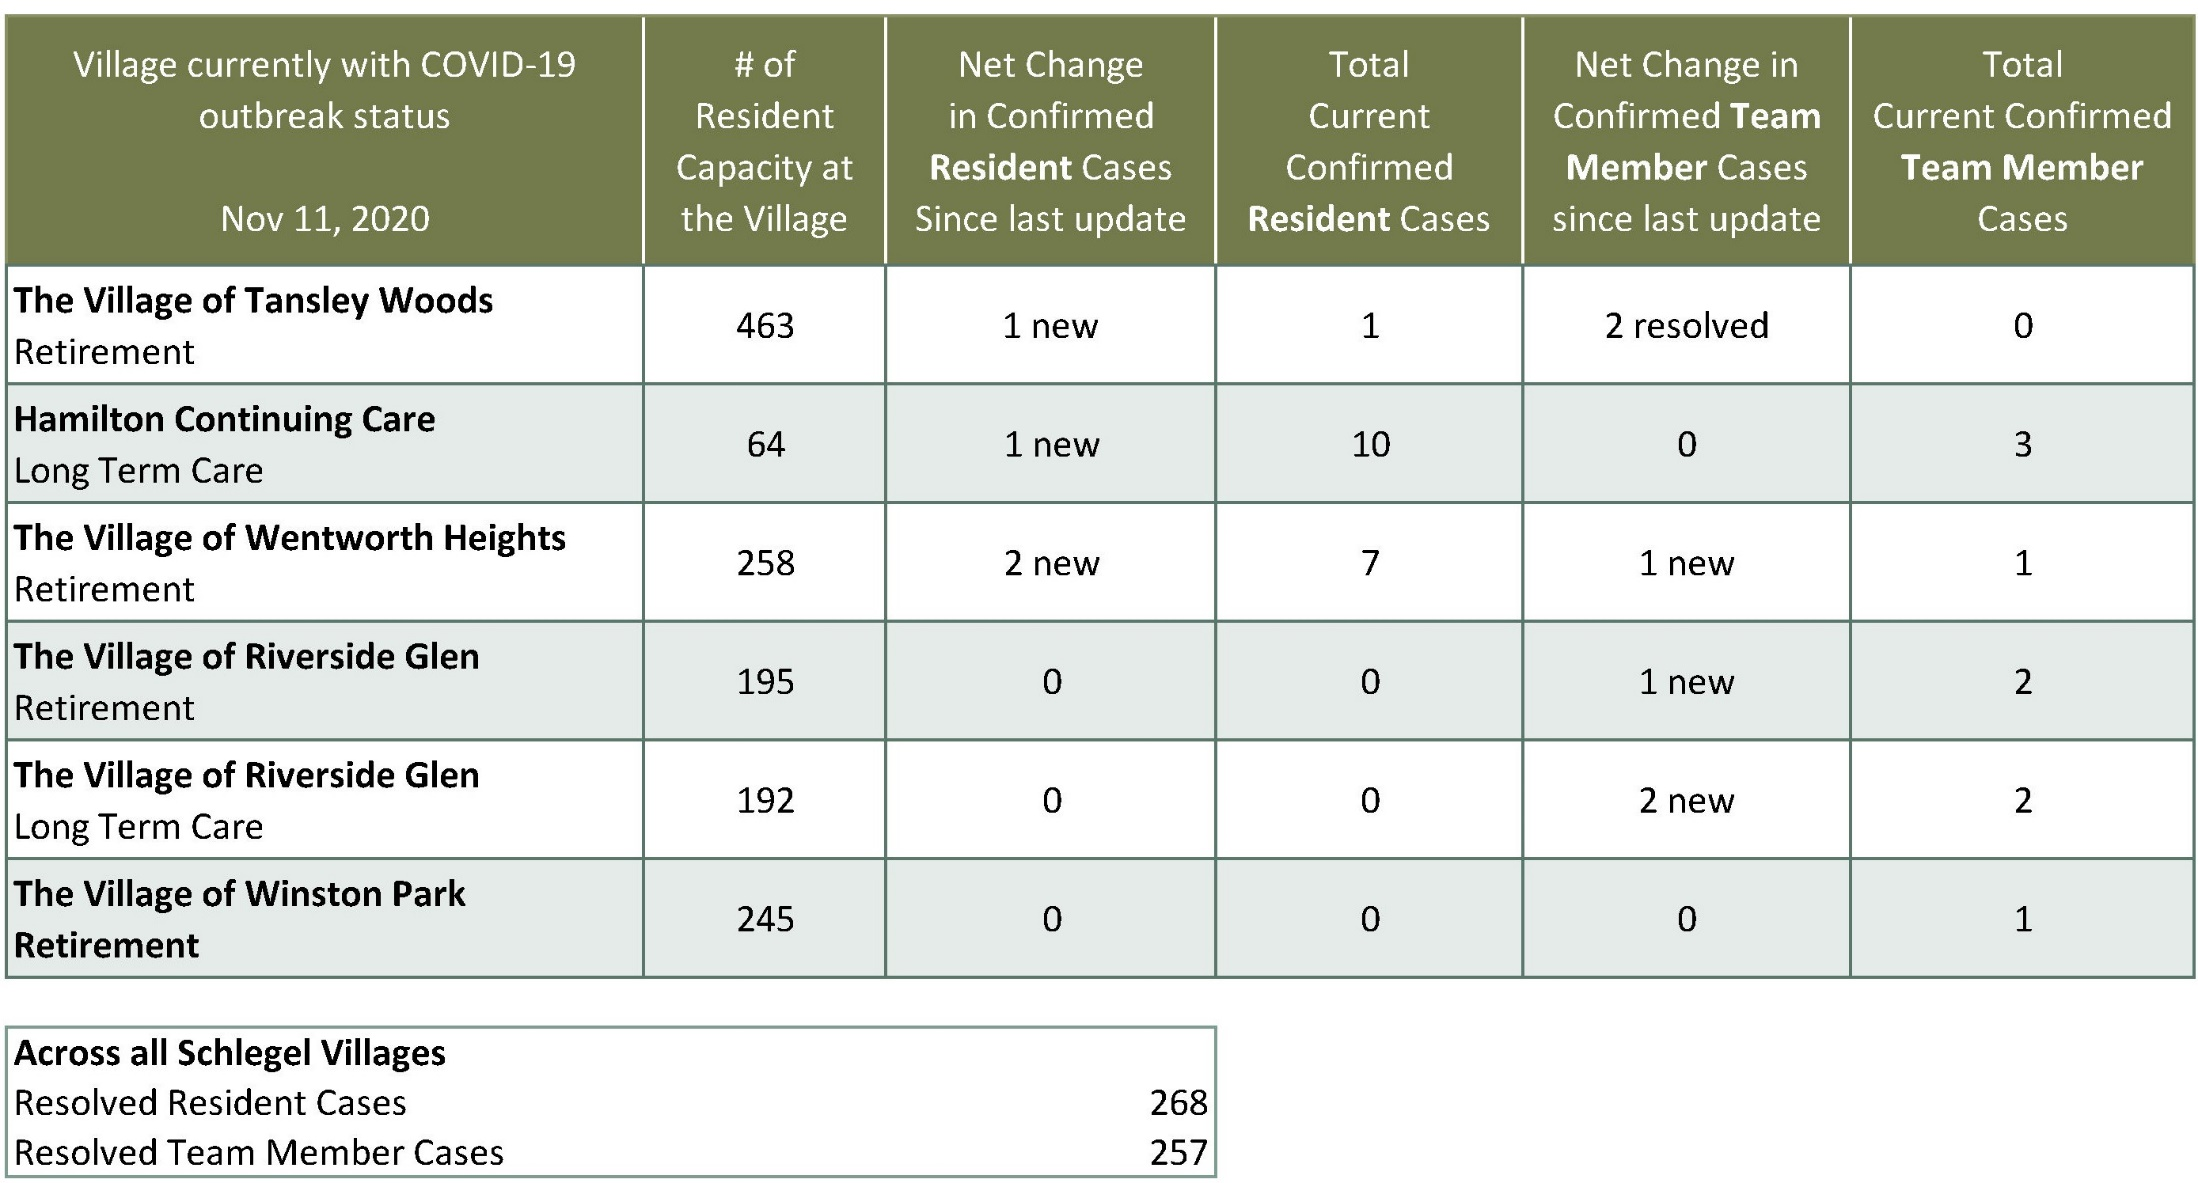 Village currently with COVID-19
outbreak status
Nov 11, 2020
# of
Resident
Capacity at
the Village
Net Change
in Confirmed
Resident Cases
Since last update
Total
Current
Confirmed
Resident Cases
Net Change in
Confirmed Team
Member Cases
since last update
Total
Current Confirmed
Team Member
Cases
The Village of Tansley Woods
Retirement
463
1 new
1
2 resolved
0
Hamilton Continuing Care
Long Term Care
64
1 new
10
0
3
The Village of Wentworth Heights
Retirement
258
2 new
7
1 new
1
The Village of Riverside Glen
Retirement
195
0
0
1 new
2
The Village of Riverside Glen
Long Term Care
192
0
0
2 new
2
The Village of Winston Park
Retirement
245
0
0
0
1
Across all Schlegel Villages
Resolved Resident Cases 268
Resolved Team Member Cases 257